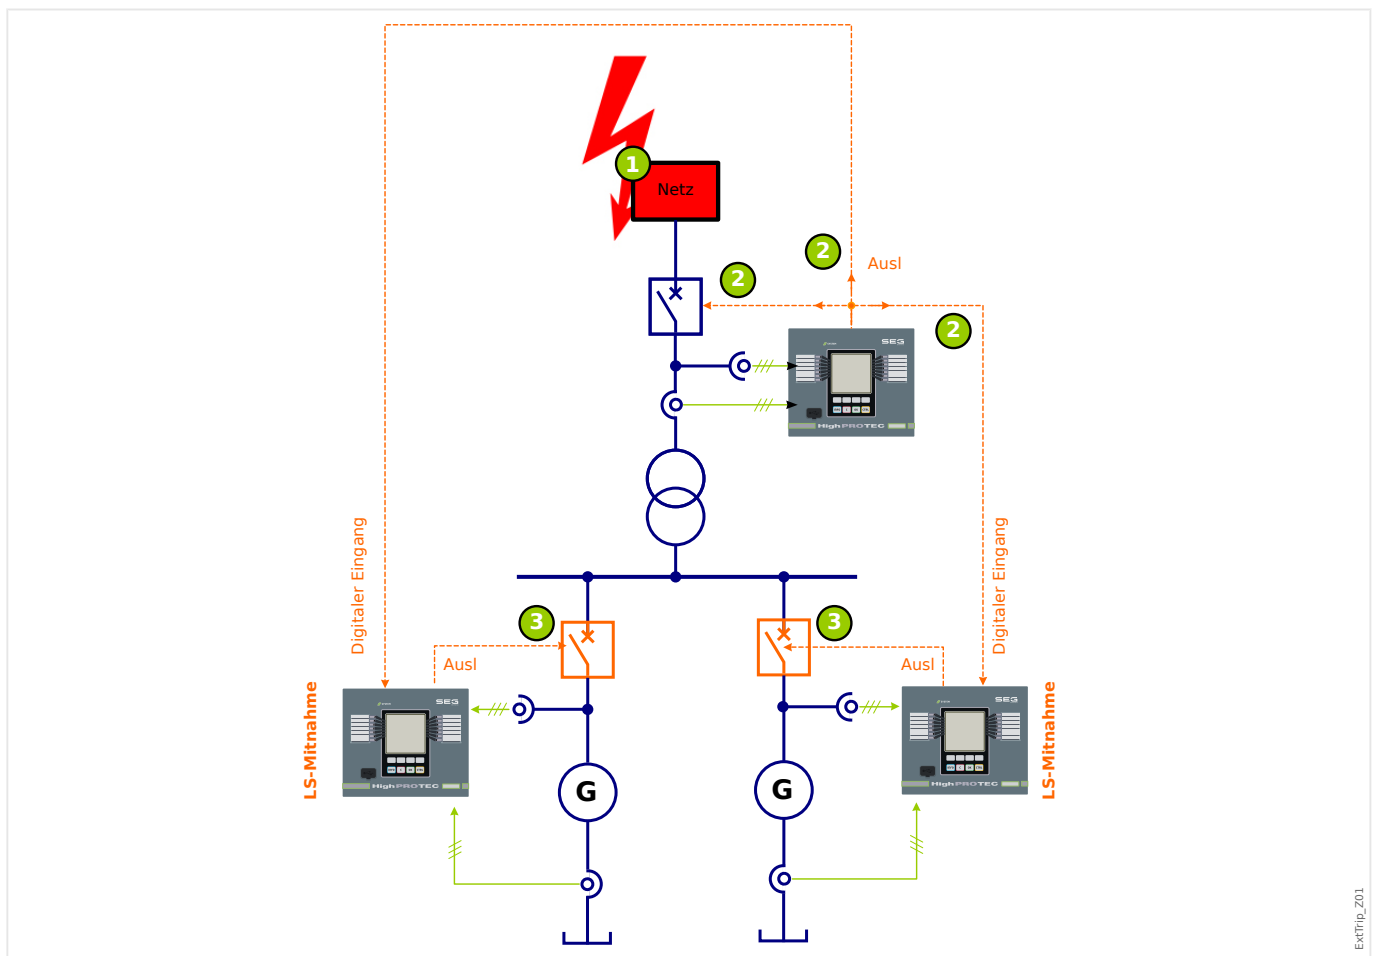 1
Netz
2
Ausl
2
2
SEG
HighPROTEC
Digitaler Eingang
Digitaler Eingang
3
3
Ausl
Ausl
LS-Mitnahme
SEG
HighPROTEC
SEG
HighPROTEC
LS-Mitnahme
G
G
ExtTrip_Z01